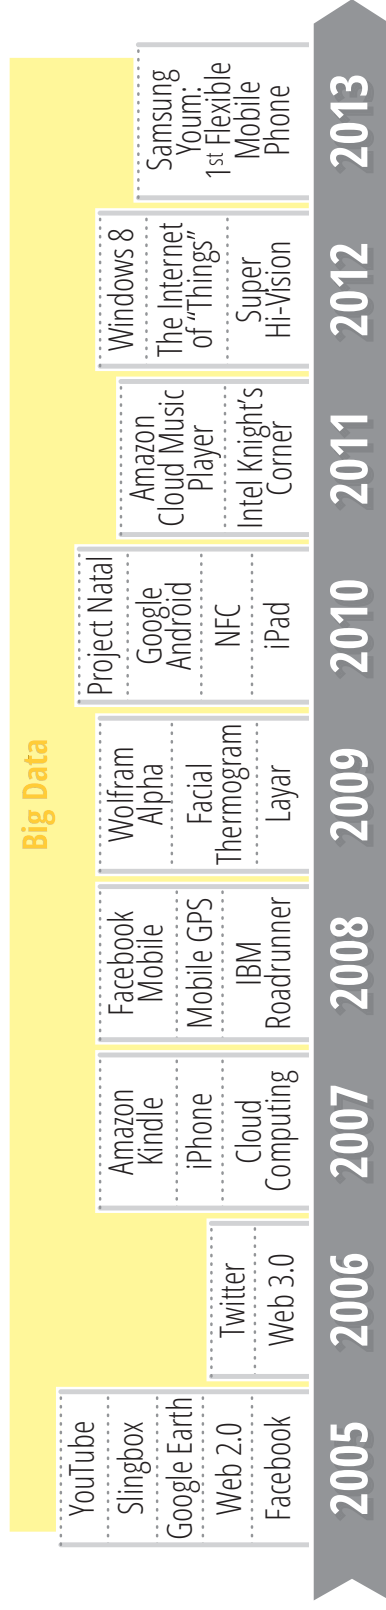 Big Data
YouTube
Slingbox
Google Earth
Web 2.0
Facebook
2005
Twitter
Web 3.0
2006
Amazon
Kindle
iPhone
Cloud
Computing
2007
Facebook
Mobile
Mobile GPS
IBM
Roadrunner
2008
Wolfram
Alpha
Facial
Thermogram
Layar
2009
Project Natal
Google
Android
NFC
iPad
2010
Amazon
Cloud Music
Player
Intel Knight's
Corner
2011
Windows 8
The Internet
of “Things”
Super
Hi-Vision
2012
Samsung
Youm:
1st Flexible
Mobile
Phone
2013